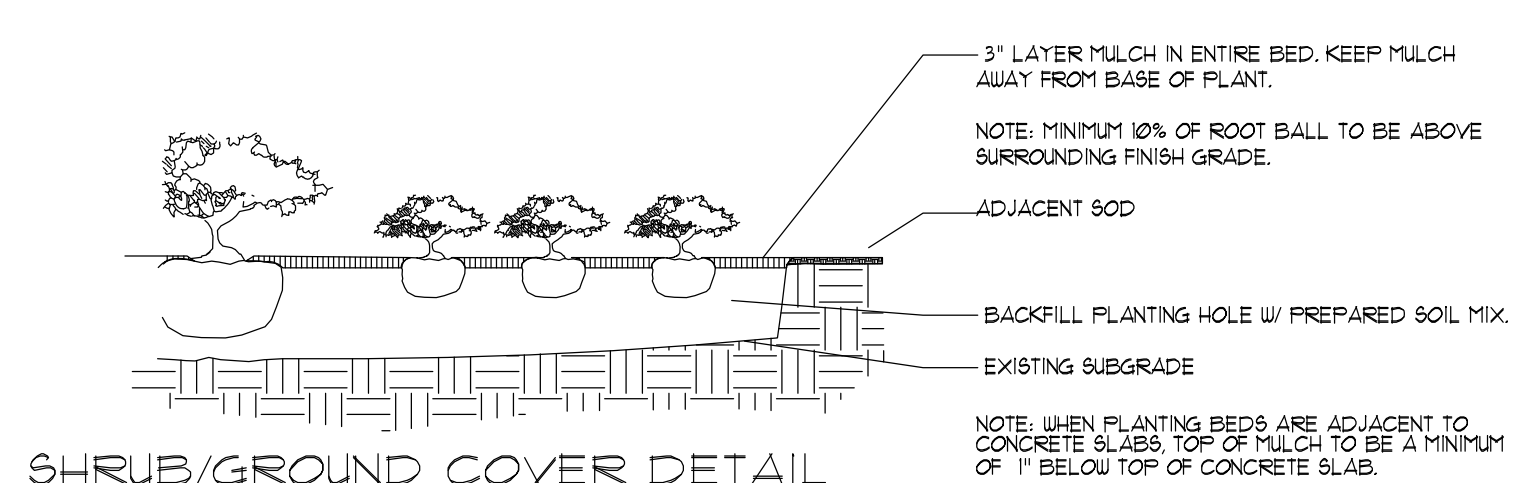 3" LAYER MULCH IN ENTIRE BED. KEEP MULCH
AWAY FROM BASE OF PLANT.
NOTE: MINIMUM 10% OF ROOT BALL TO BE ABOVE
SURROUNDING FINISH GRADE.
ADJACENT SOD
BACKFILL PLANTING HOLE W/ PREPARED SOIL MIX.
EXISTING SUBGRADE
NOTE: WHEN PLANTING BEDS ARE ADJACENT TO
CONCRETE SLABS, TOP OF MULCH TO BE A MINIMUM
OF 1" BELOW TOP OF CONCRETE SLAB.
SHRUB/GROUND COVER DETAIL